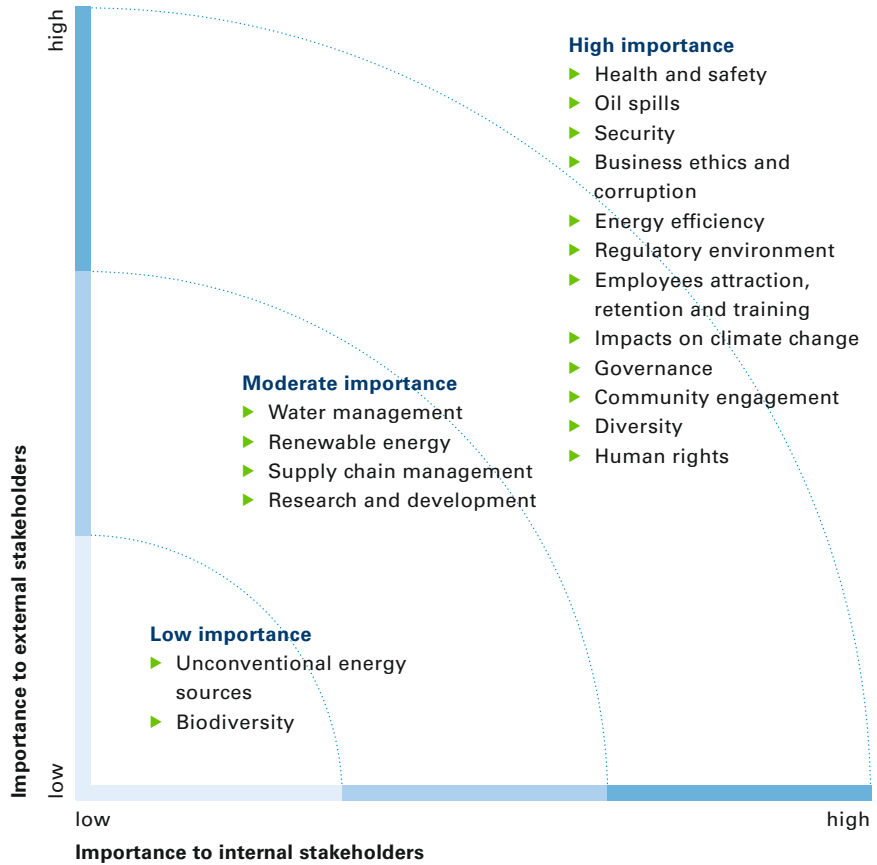 high
High importance
Health and safety
Oil spills
Security
Business ethics and
corruption
Energy efficiency
Regulatory environment
Employees attraction,
retention and training
Impacts on climate change
Governance
Community engagement
Diversity
Human rights
Moderate importance
Water management
Renewable energy
Supply chain management
Research and development
Low importance
Unconventional energy
sources
Biodiversity
Importance to external stakeholders
low
low
high
Importance to internal stakeholders